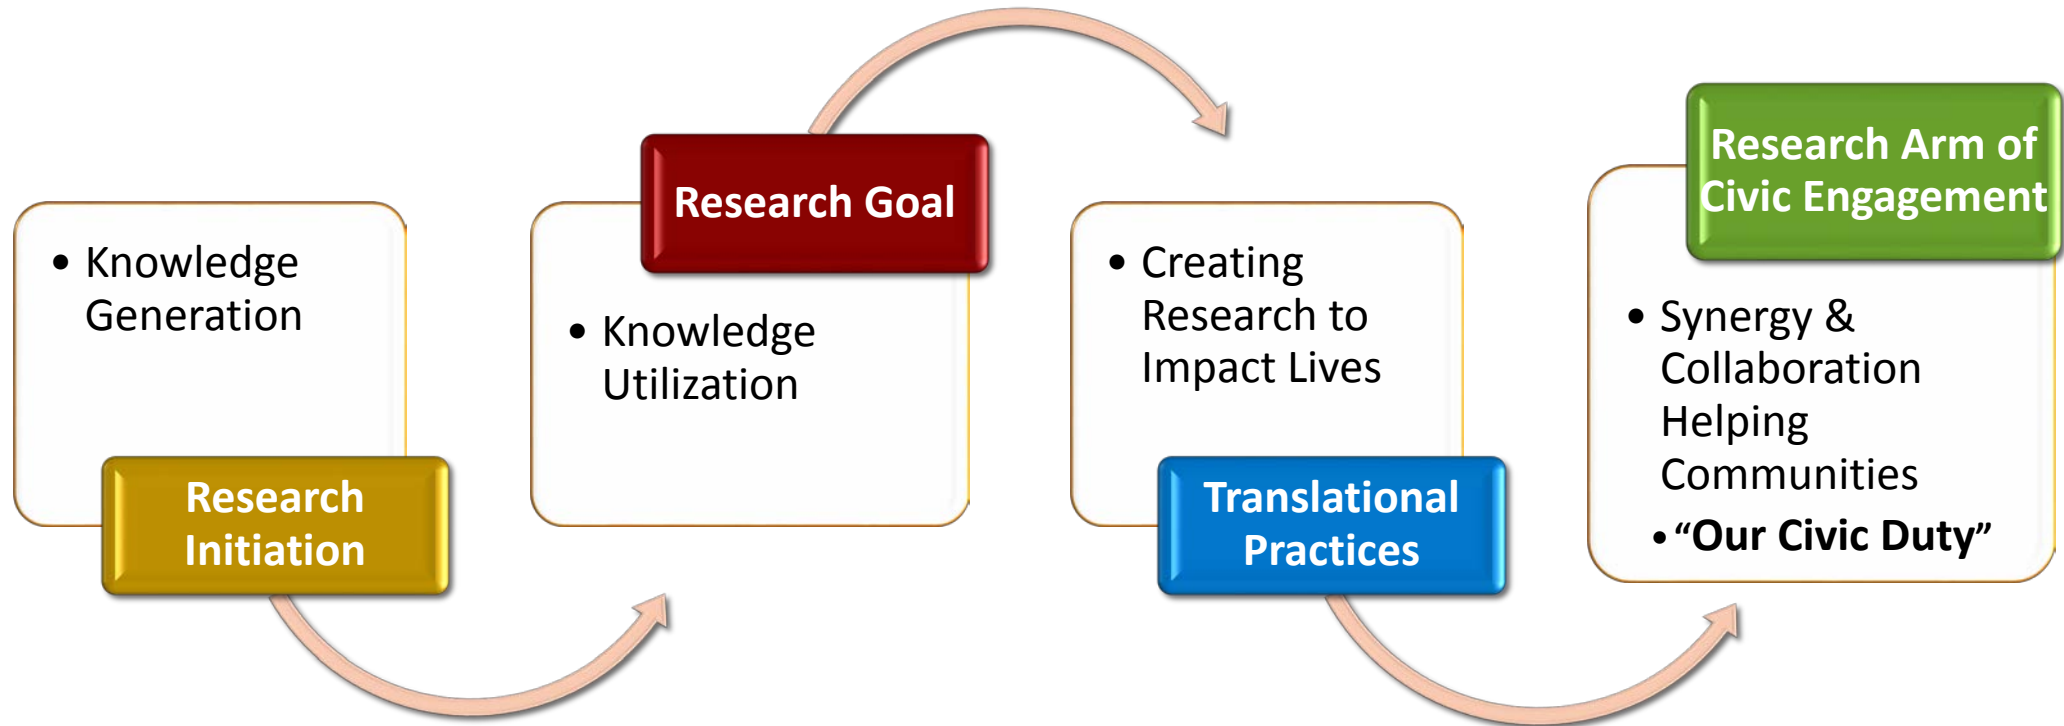 • Knowledge
Generation
Research
Initiation
Research Goal
• Knowledge
Utilization
• Creating
Research to
Impact Lives
Translational
Practices
Research Arm of
Civic Engagement
• Synergy &
Collaboration
Helping
Communities
• “Our Civic Duty”